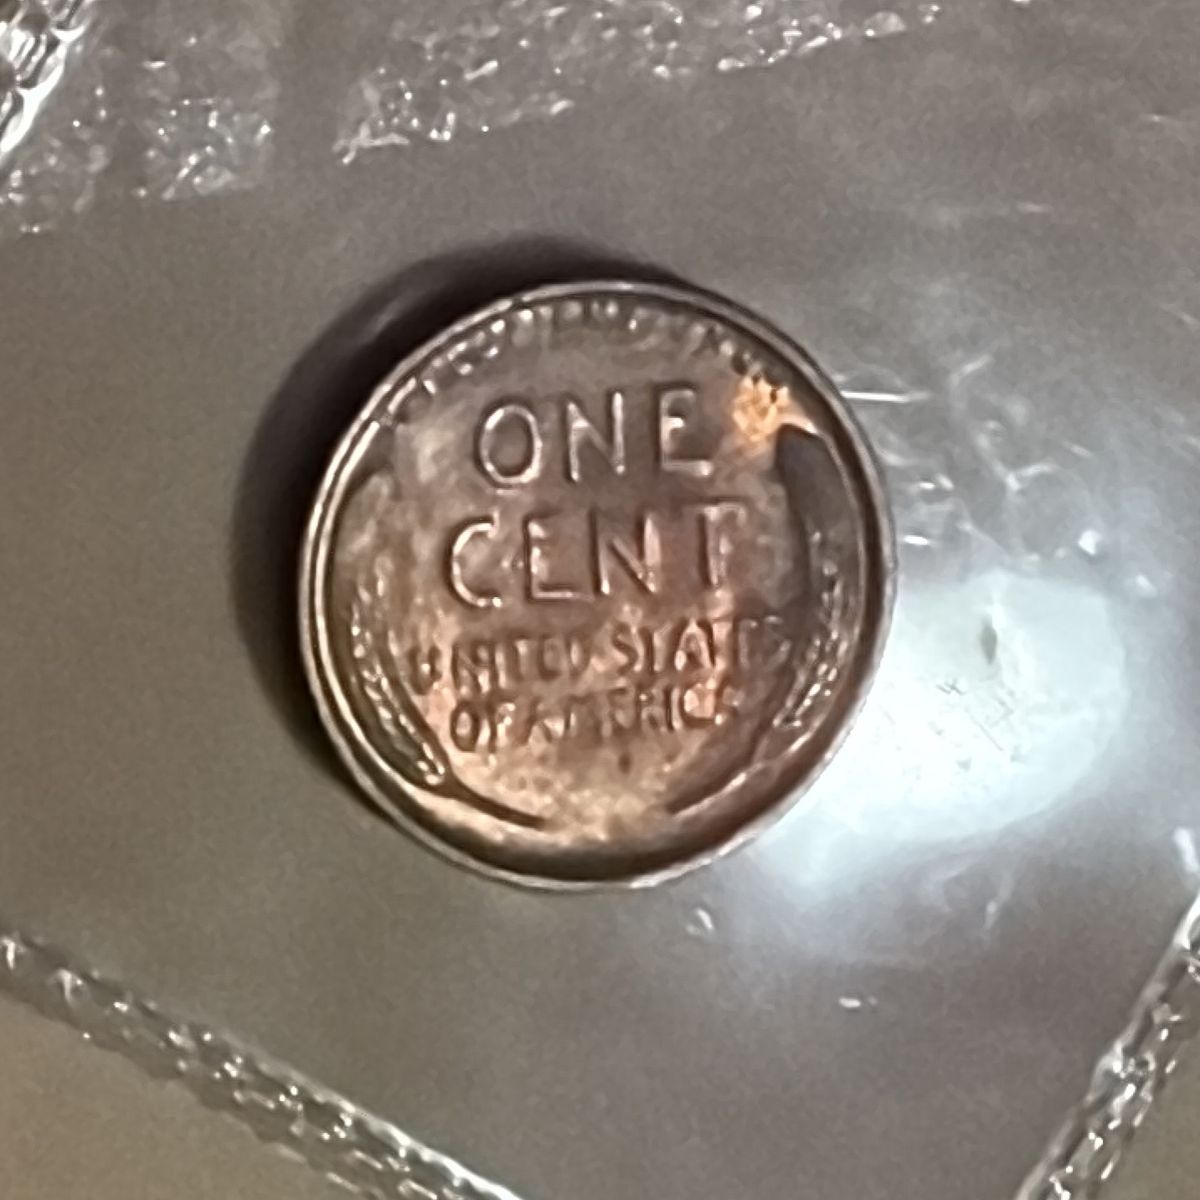 ONE
CENT
UNITED STATES
OF AMERICA